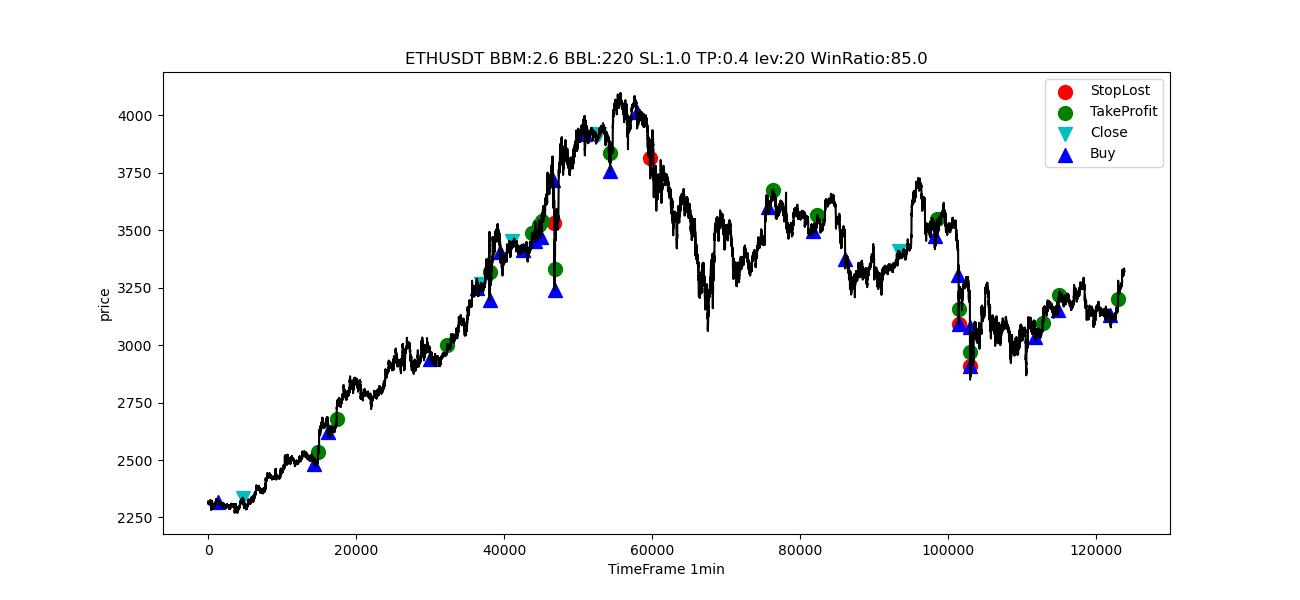 ETHUSDT BBM:2.6 BBL:220 SL:1.0 TP:0.4 lev:20 WinRatio:85.0
StopLost
TakeProfit
Close
Buy
4000
3750
3500
3250
3000
2750
2500
2250
price
0 20000 40000 60000 80000 100000 120000
TimeFrame 1min